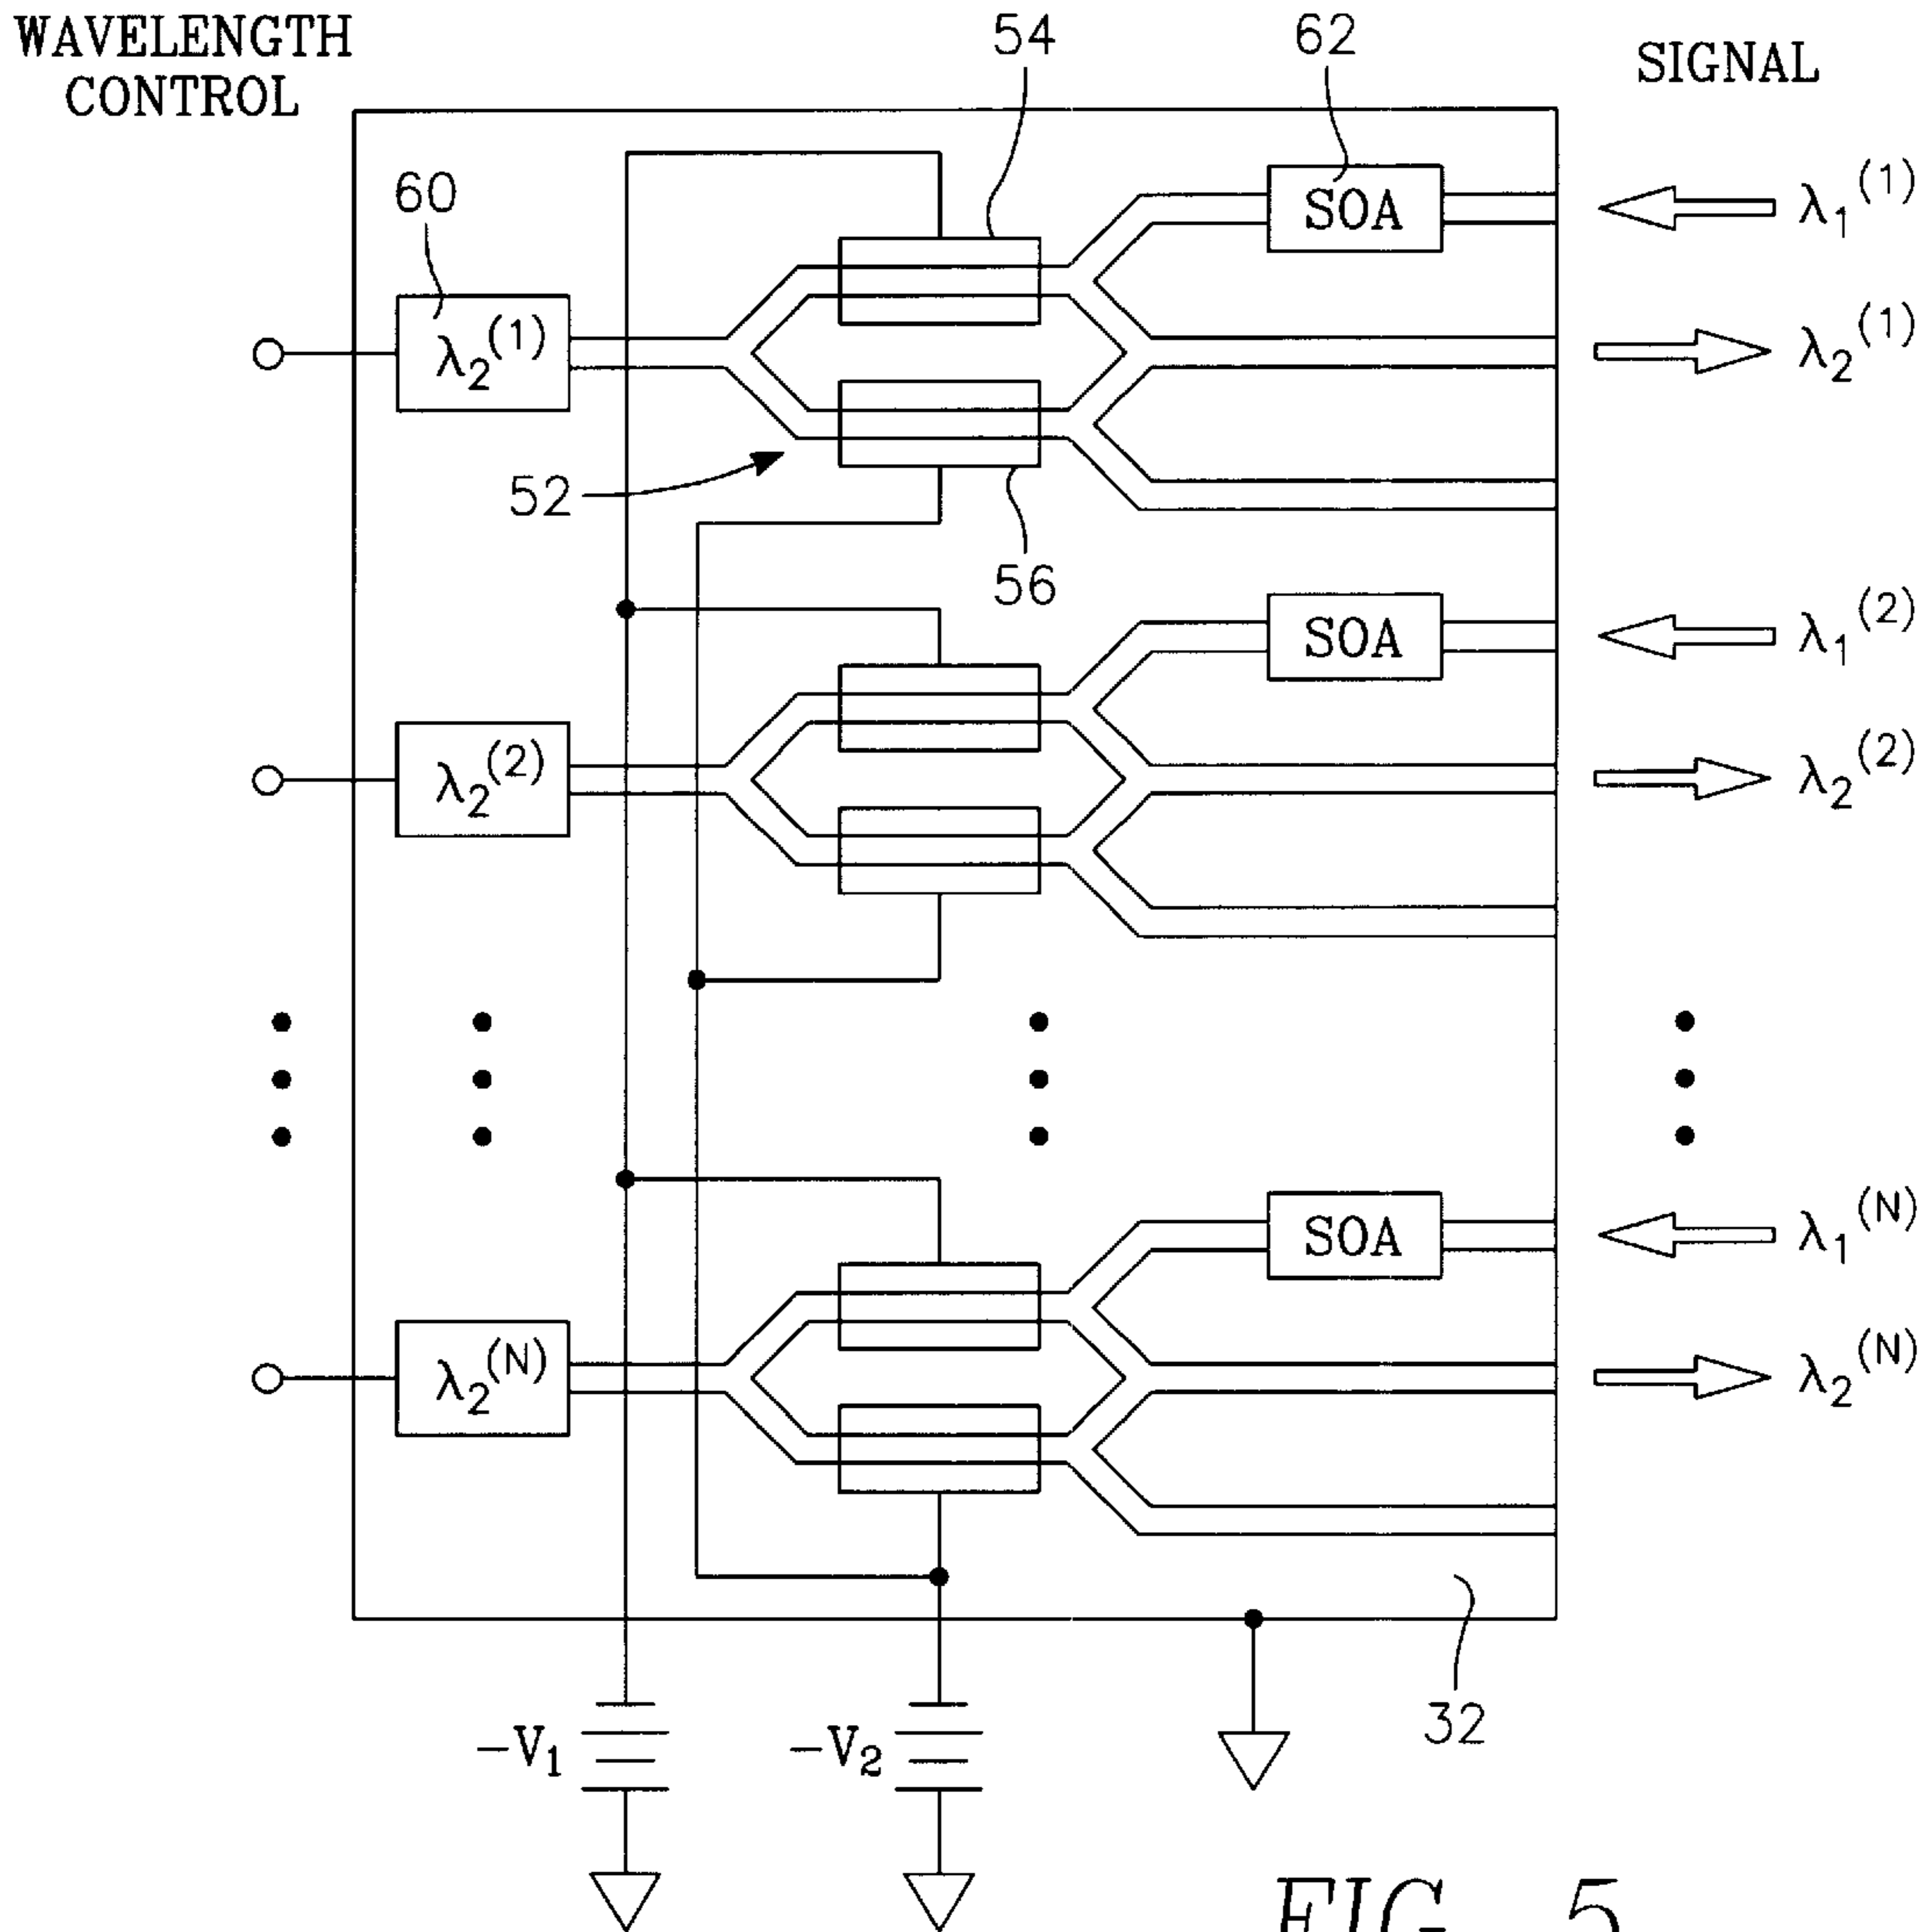 WAVELENGTH
CONTROL
54
62
SIGNAL
60
SOA
λ₁⁽¹⁾
λ₂⁽¹⁾
λ₂⁽¹⁾
52
56
SOA
λ₁⁽²⁾
λ₂⁽²⁾
λ₂⁽²⁾
SOA
λ₁⁽ᴺ⁾
λ₂⁽ᴺ⁾
λ₂⁽ᴺ⁾
32
-V₁
-V₂
FIG. 5